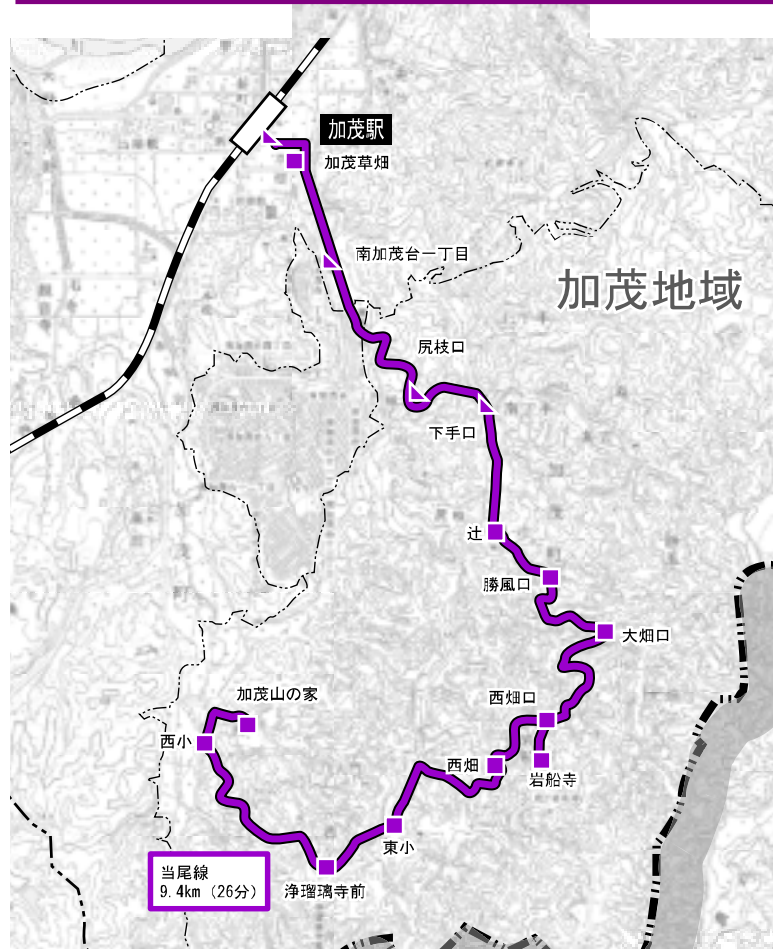 加茂駅
加茂草畑
南加茂台一丁目
加茂地域
尻枝口
下手口
辻
勝風口
大畑口
加茂山の家
西畑口
西小
西畑
岩船寺
東小
当尾線
9.4km（26分）
浄瑠璃寺前